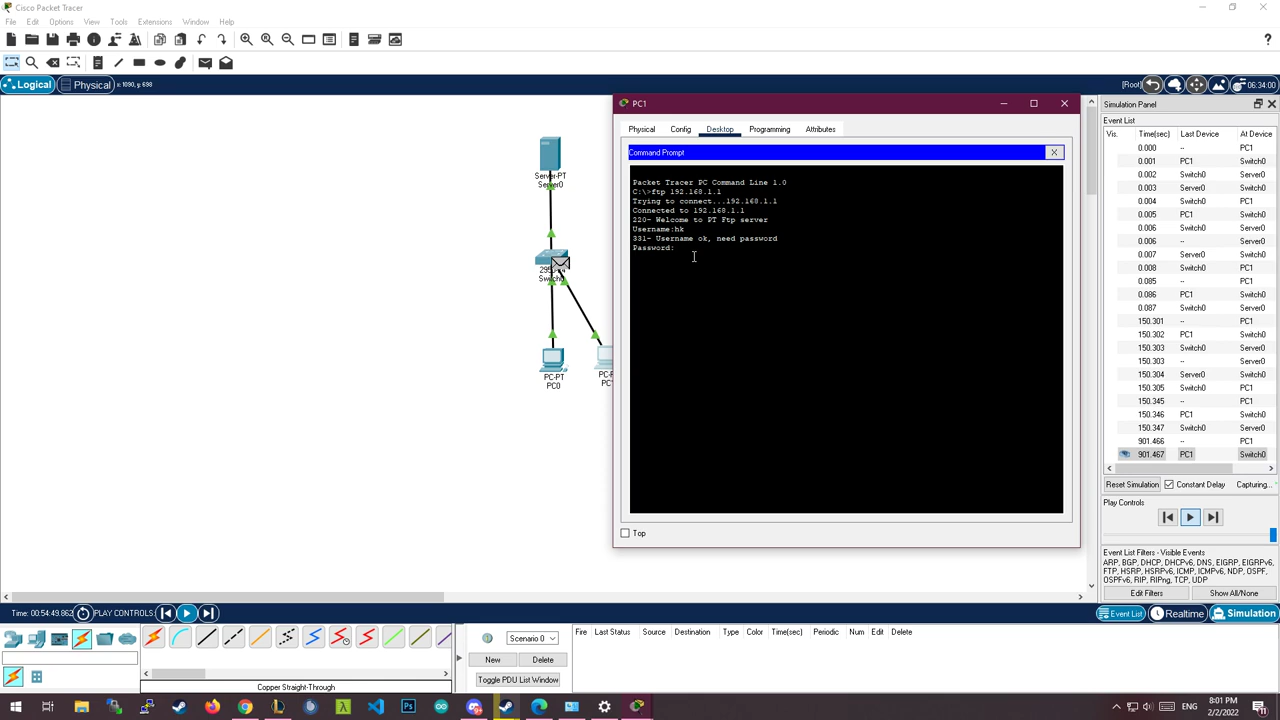 Cisco Packet Tracer
File Edit Options View Tools Extensions Window Help
Logical Physical x: 1090, y: 698
[Root] 06:34:00
Server-PT
Server0
Switch0
PC-PT
PC0
PC1
Physical Config Desktop Programming Attributes
Command Prompt X
Packet Tracer PC Command Line 1.0
C:\>ftp 192.168.1.1
Trying to connect...192.168.1.1
Connected to 192.168.1.1
220- Welcome to PT Ftp server
Username:hk
331- Username ok, need password
Password:
Top
Simulation Panel
Event List
Vis. Time(sec) Last Device At Device
0.000 -- PC1
0.001 PC1 Switch0
0.002 Switch0 Server0
0.003 Server0 Switch0
0.004 Switch0 PC1
0.005 PC1 Switch0
0.006 Switch0 Server0
0.006 -- Server0
0.007 Server0 Switch0
0.008 Switch0 PC1
0.085 -- PC1
0.086 PC1 Switch0
0.087 Switch0 Server0
150.301 -- PC1
150.302 PC1 Switch0
150.303 Switch0 Server0
150.303 -- Server0
150.304 Server0 Switch0
150.305 Switch0 PC1
150.345 -- PC1
150.346 PC1 Switch0
150.347 Switch0 Server0
901.466 -- PC1
901.467 PC1 Switch0
Reset Simulation Constant Delay Capturing...
Play Controls
Event List Filters - Visible Events
ARP, BGP, DHCP, DHCPv6, DNS, EIGRP, EIGRPv6,
FTP, HSRP, HSRPv6, ICMP, ICMPv6, NDP, OSPF,
OSPFv6, RIP, RIPng, TCP, UDP
Edit Filters Show All/None
Time: 00:54:49.862 PLAY CONTROLS:
Event List Realtime Simulation
Scenario 0
New Delete
Toggle PDU List Window
Fire Last Status Source Destination Type Color Time(sec) Periodic Num Edit Delete
Copper Straight-Through
ENG
8:01 PM
2/2/2022